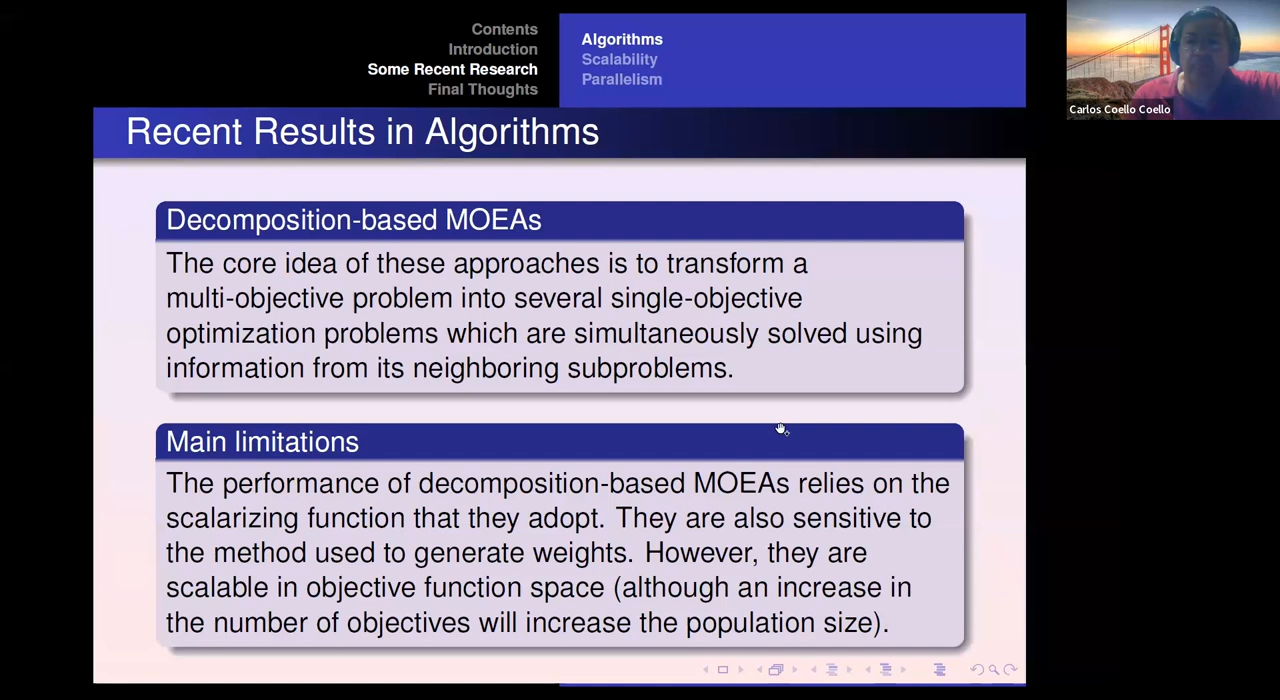 Contents
Introduction
Some Recent Research
Final Thoughts
Algorithms
Scalability
Parallelism
Carlos Coello Coello
Recent Results in Algorithms
Decomposition-based MOEAs
The core idea of these approaches is to transform a
multi-objective problem into several single-objective
optimization problems which are simultaneously solved using
information from its neighboring subproblems.
Main limitations
The performance of decomposition-based MOEAs relies on the
scalarizing function that they adopt. They are also sensitive to
the method used to generate weights. However, they are
scalable in objective function space (although an increase in
the number of objectives will increase the population size).